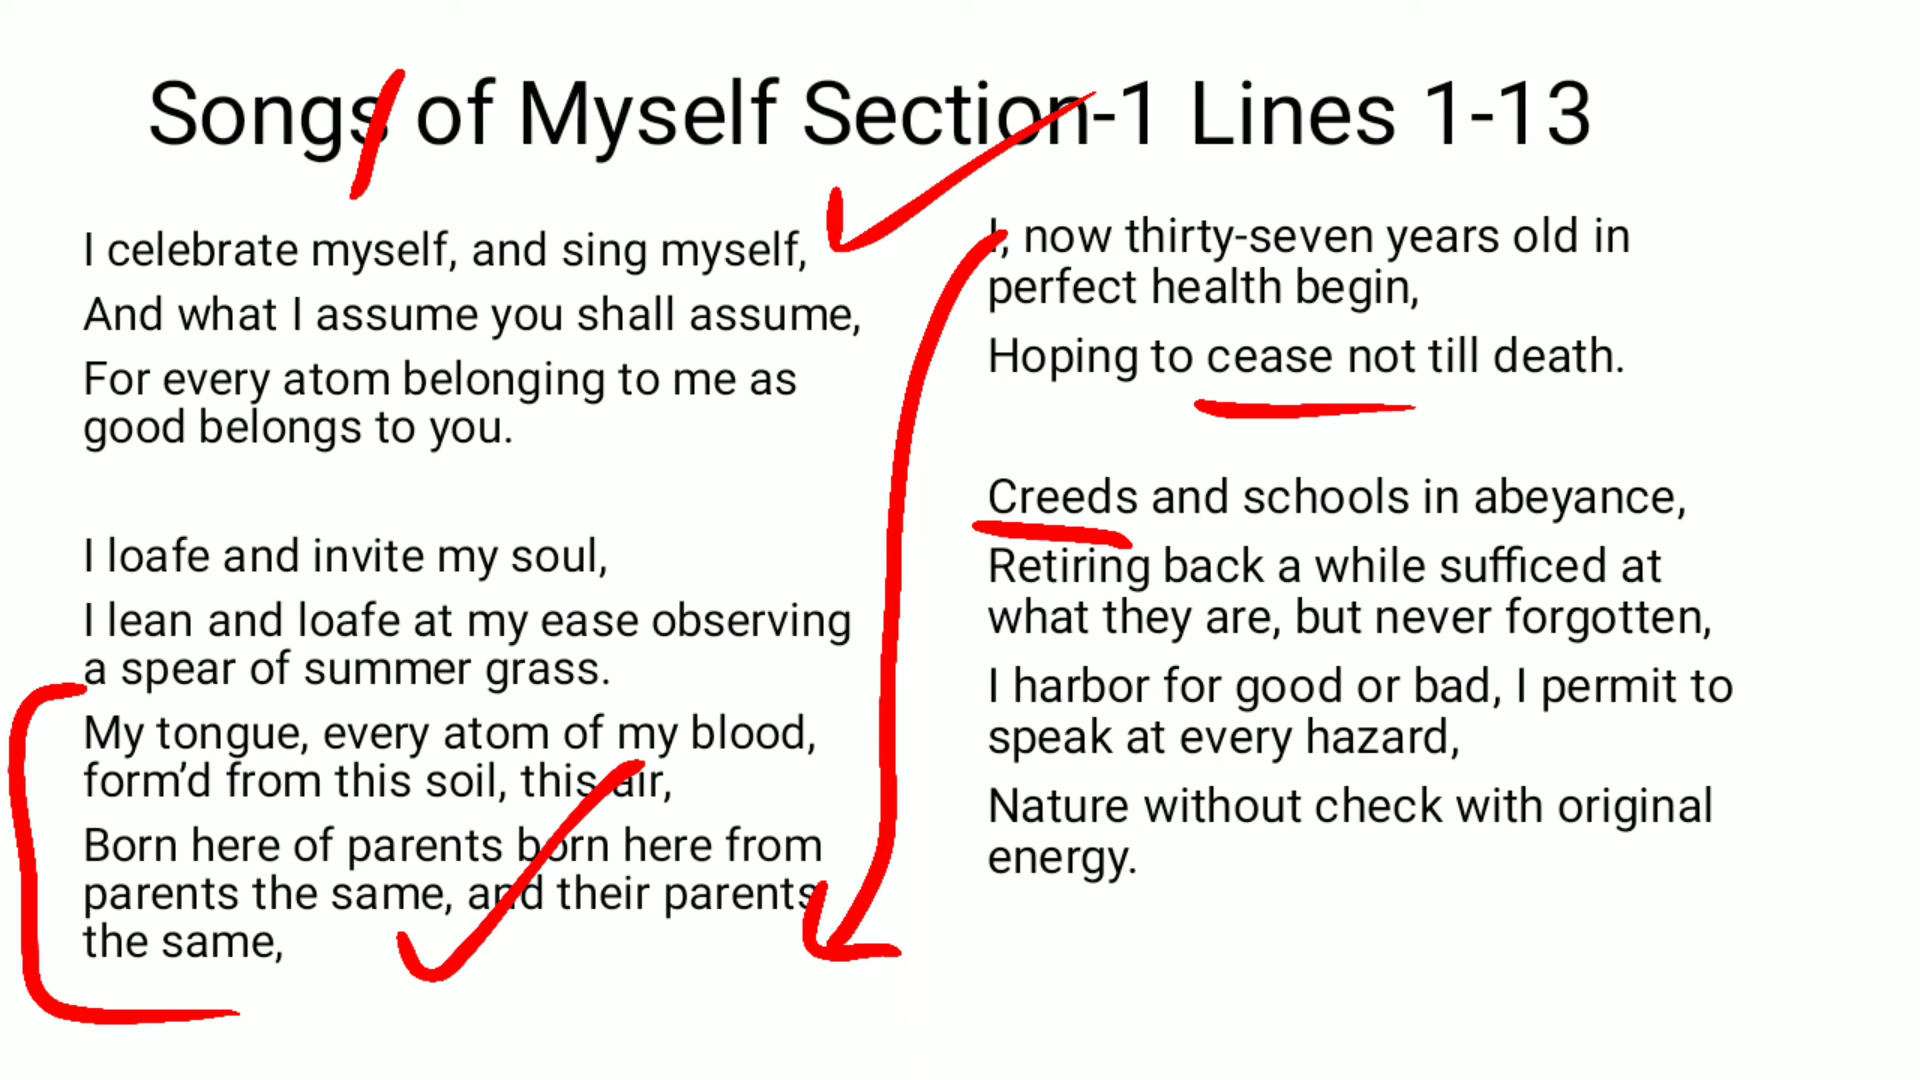 Songs of Myself Section-1 Lines 1-13
I celebrate myself, and sing myself,
And what I assume you shall assume,
For every atom belonging to me as
good belongs to you.
I loafe and invite my soul,
I lean and loafe at my ease observing
a spear of summer grass.
My tongue, every atom of my blood,
form’d from this soil, this air,
Born here of parents born here from
parents the same, and their parents
the same,
I, now thirty-seven years old in
perfect health begin,
Hoping to cease not till death.
Creeds and schools in abeyance,
Retiring back a while sufficed at
what they are, but never forgotten,
I harbor for good or bad, I permit to
speak at every hazard,
Nature without check with original
energy.